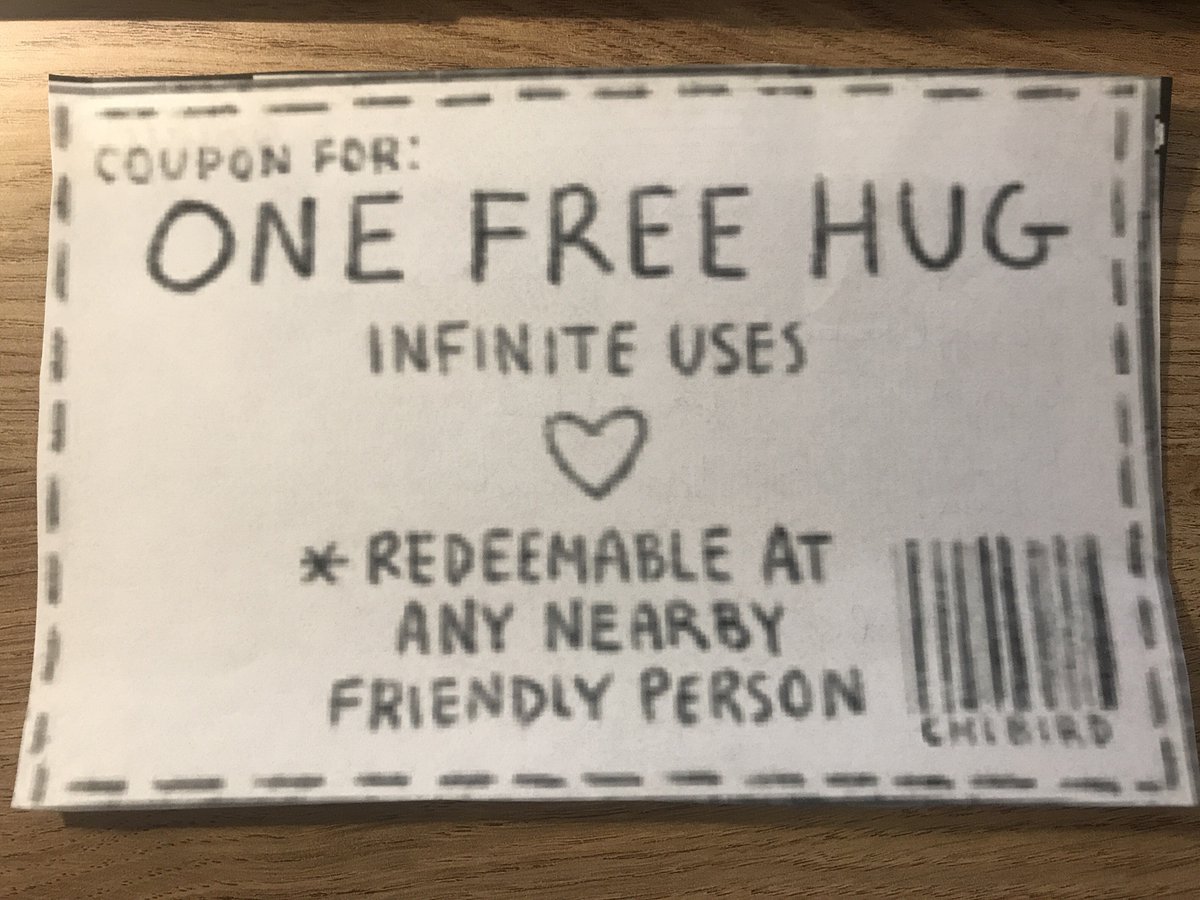 COUPON FOR:
ONE FREE HUG
INFINITE USES
* REDEEMABLE AT
ANY NEARBY
FRIENDLY PERSON
CHIBIRD